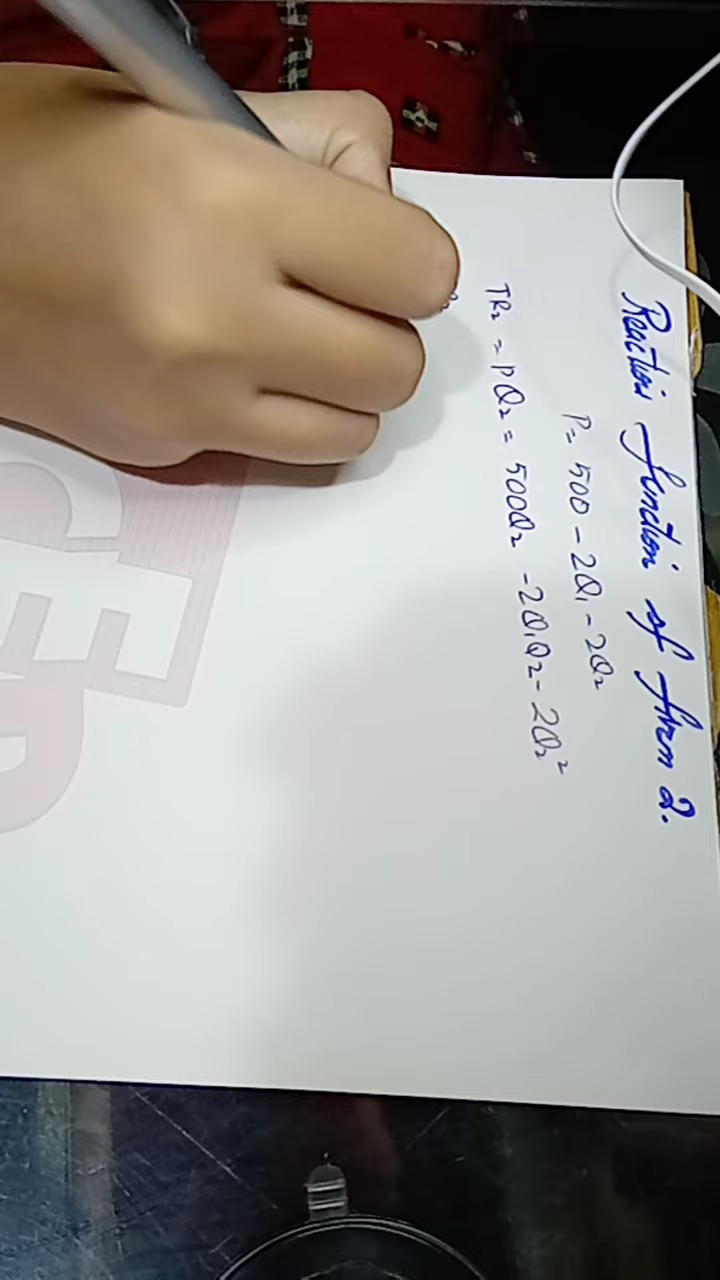 Reaction function of firm 2.
P = 500 - 2Q₁ - 2Q₂
TR₂ = PQ₂ = 500Q₂ - 2Q₁Q₂ - 2Q₂²